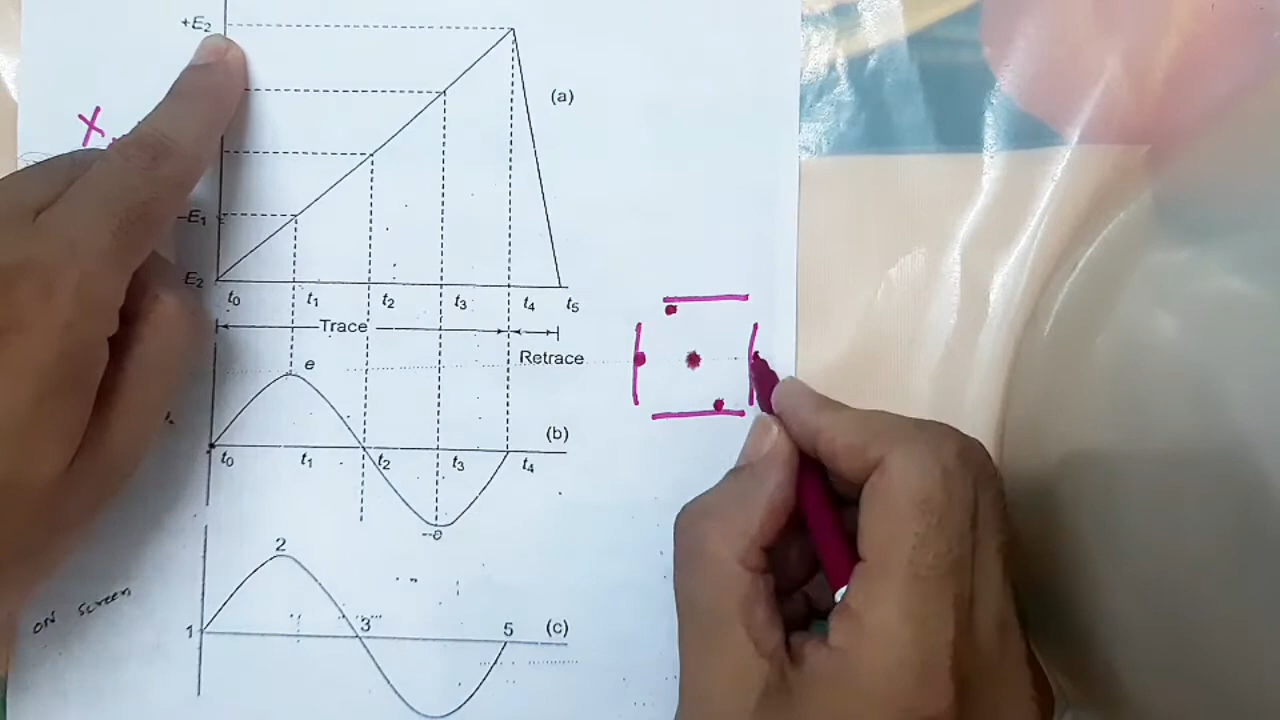 +E2
(a)
X
–E1
E2
t0 t1 t2 t3 t4 t5
Trace
Retrace
e
(b)
t0 t1 t2 t3 t4
–e
2
ON Screen
1 3 5 (c)